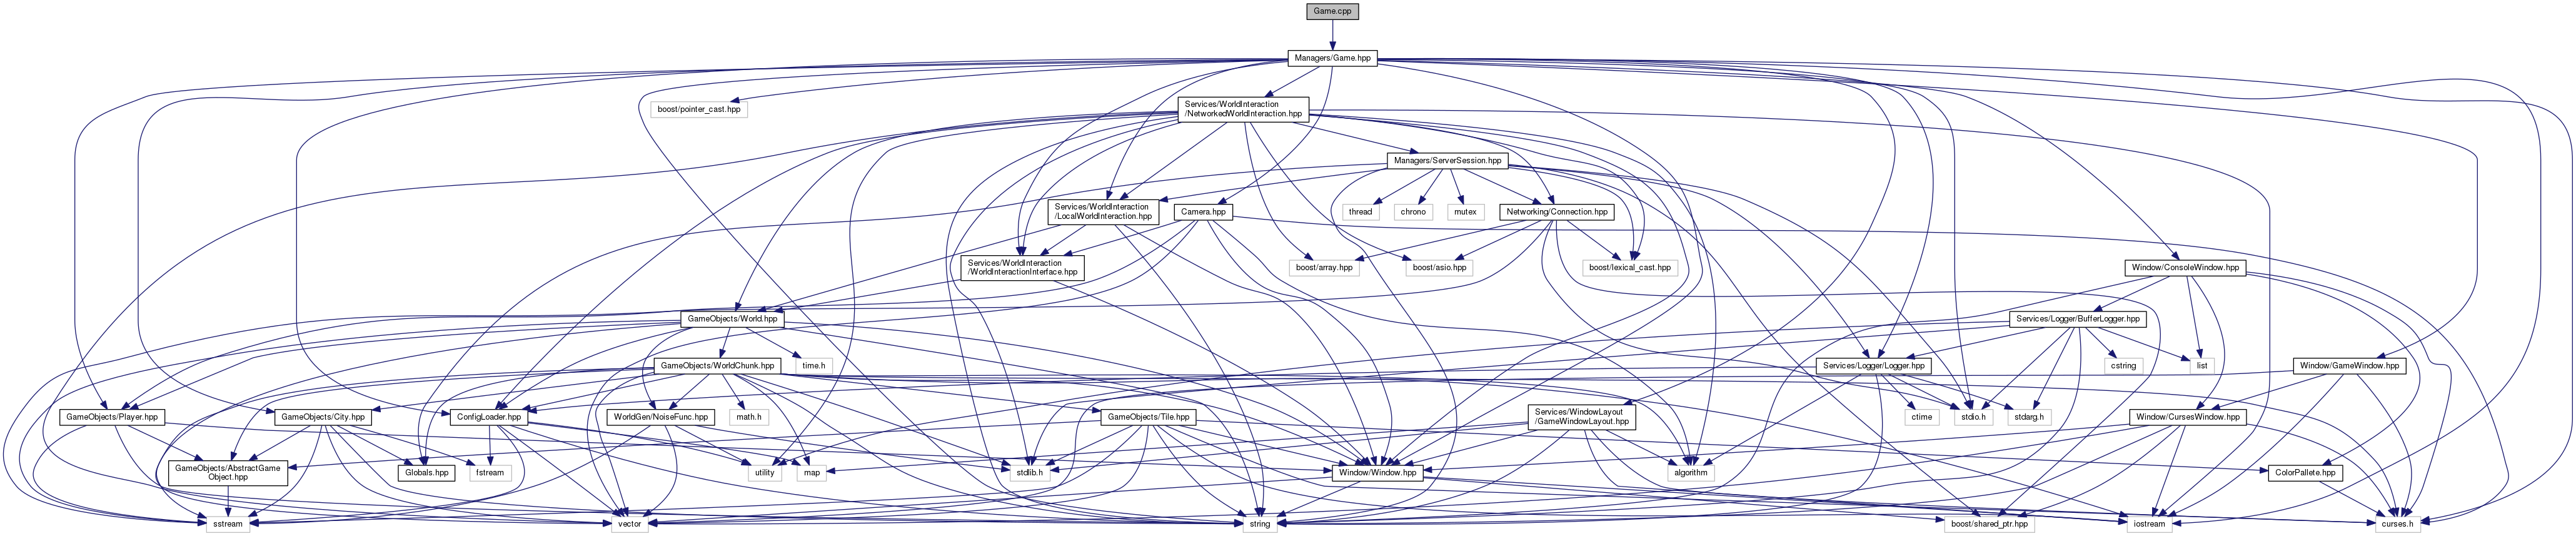 Game.cpp
Managers/Game.hpp
boost/pointer_cast.hpp
Services/WorldInteraction
/NetworkedWorldInteraction.hpp
Managers/ServerSession.hpp
Services/WorldInteraction
/LocalWorldInteraction.hpp
Camera.hpp
thread
chrono
mutex
Networking/Connection.hpp
Services/WorldInteraction
/WorldInteractionInterface.hpp
boost/array.hpp
boost/asio.hpp
boost/lexical_cast.hpp
Window/ConsoleWindow.hpp
GameObjects/World.hpp
Services/Logger/BufferLogger.hpp
GameObjects/WorldChunk.hpp
time.h
Services/Logger/Logger.hpp
cstring
list
Window/GameWindow.hpp
GameObjects/Player.hpp
GameObjects/City.hpp
ConfigLoader.hpp
WorldGen/NoiseFunc.hpp
math.h
GameObjects/Tile.hpp
Services/WindowLayout
/GameWindowLayout.hpp
ctime
stdio.h
stdarg.h
Window/CursesWindow.hpp
GameObjects/AbstractGame
Object.hpp
Globals.hpp
fstream
utility
map
stdlib.h
Window/Window.hpp
algorithm
ColorPallete.hpp
sstream
vector
string
boost/shared_ptr.hpp
iostream
curses.h